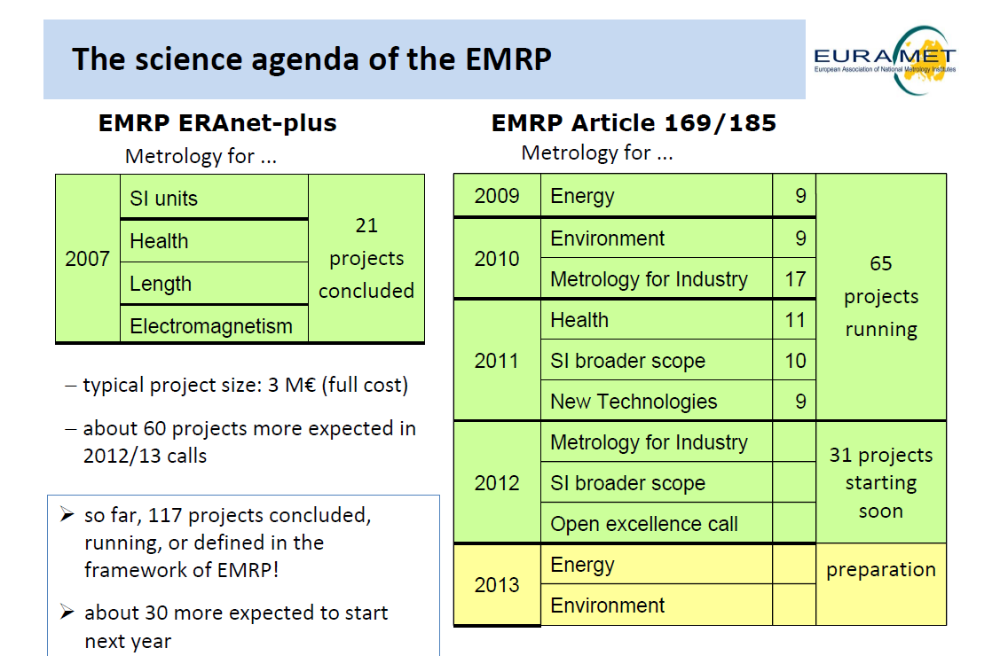 The science agenda of the EMRP
EURAMET
European Association of National Metrology Institutes
EMRP ERAnet-plus
Metrology for ...
2007
SI units
Health
Length
Electromagnetism
21
projects
concluded
– typical project size: 3 M€ (full cost)
– about 60 projects more expected in
2012/13 calls
➢ so far, 117 projects concluded,
running, or defined in the
framework of EMRP!
➢ about 30 more expected to start
next year
EMRP Article 169/185
Metrology for ...
2009 Energy 9
2010
Environment 9
Metrology for Industry 17
2011
Health 11
SI broader scope 10
New Technologies 9
65
projects
running
2012
Metrology for Industry
SI broader scope
Open excellence call
31 projects
starting
soon
2013
Energy
Environment
preparation